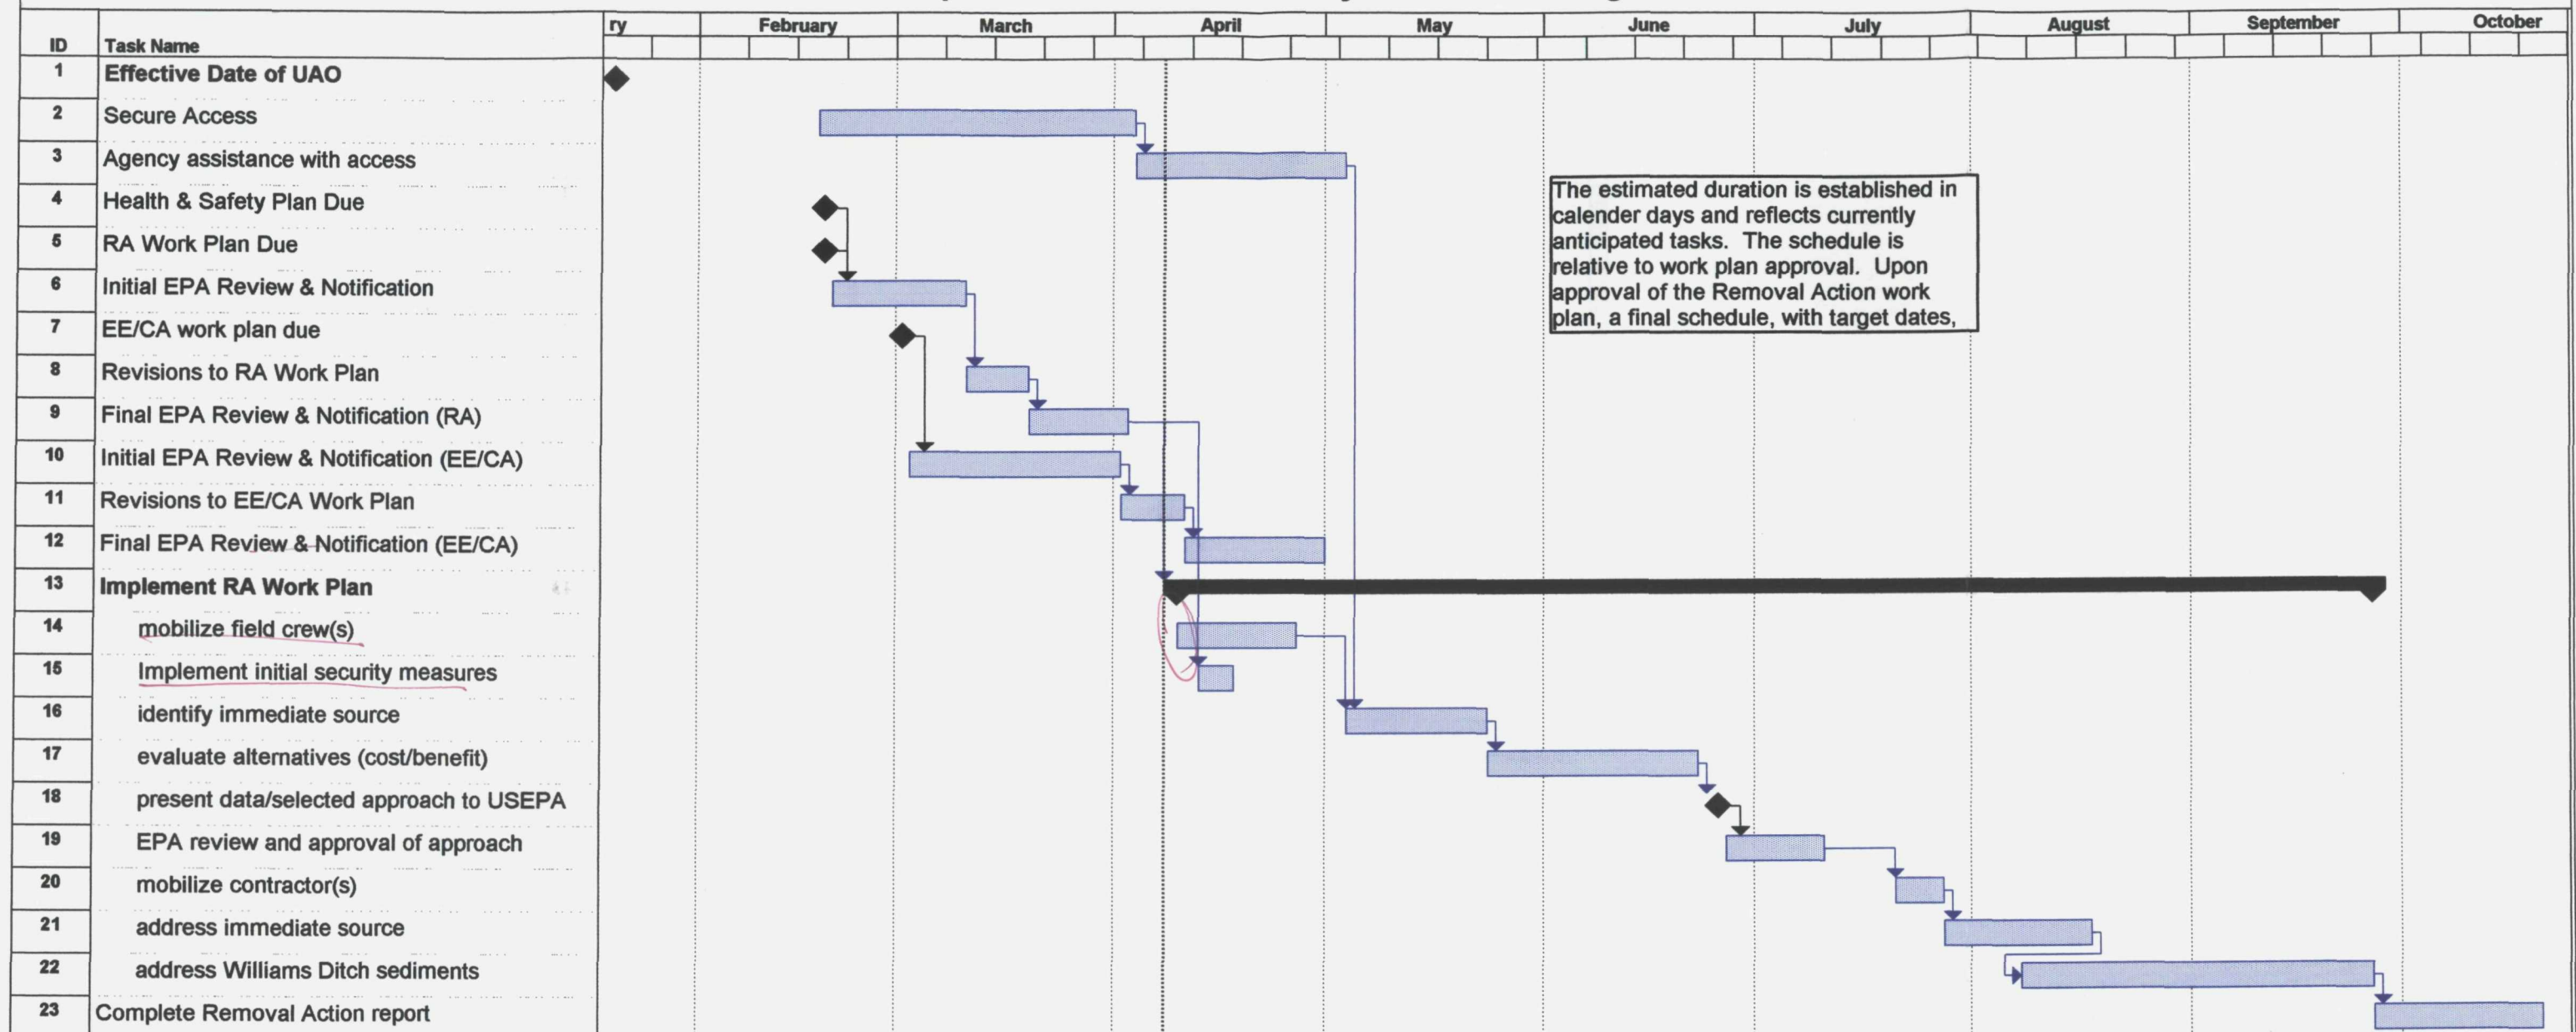 ry February March April May June July August September October
ID Task Name
1 Effective Date of UAO
2 Secure Access
3 Agency assistance with access
4 Health & Safety Plan Due
5 RA Work Plan Due
6 Initial EPA Review & Notification
7 EE/CA work plan due
8 Revisions to RA Work Plan
9 Final EPA Review & Notification (RA)
10 Initial EPA Review & Notification (EE/CA)
11 Revisions to EE/CA Work Plan
12 Final EPA Review & Notification (EE/CA)
13 Implement RA Work Plan
14 mobilize field crew(s)
15 Implement initial security measures
16 identify immediate source
17 evaluate alternatives (cost/benefit)
18 present data/selected approach to USEPA
19 EPA review and approval of approach
20 mobilize contractor(s)
21 address immediate source
22 address Williams Ditch sediments
23 Complete Removal Action report
The estimated duration is established in
calender days and reflects currently
anticipated tasks. The schedule is
relative to work plan approval. Upon
approval of the Removal Action work
plan, a final schedule, with target dates,